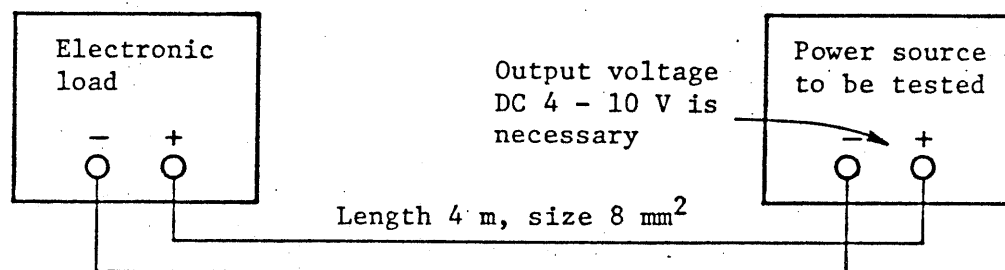 Electronic
load
− +
Output voltage
DC 4 - 10 V is
necessary
Power source
to be tested
− +
Length 4 m, size 8 mm²